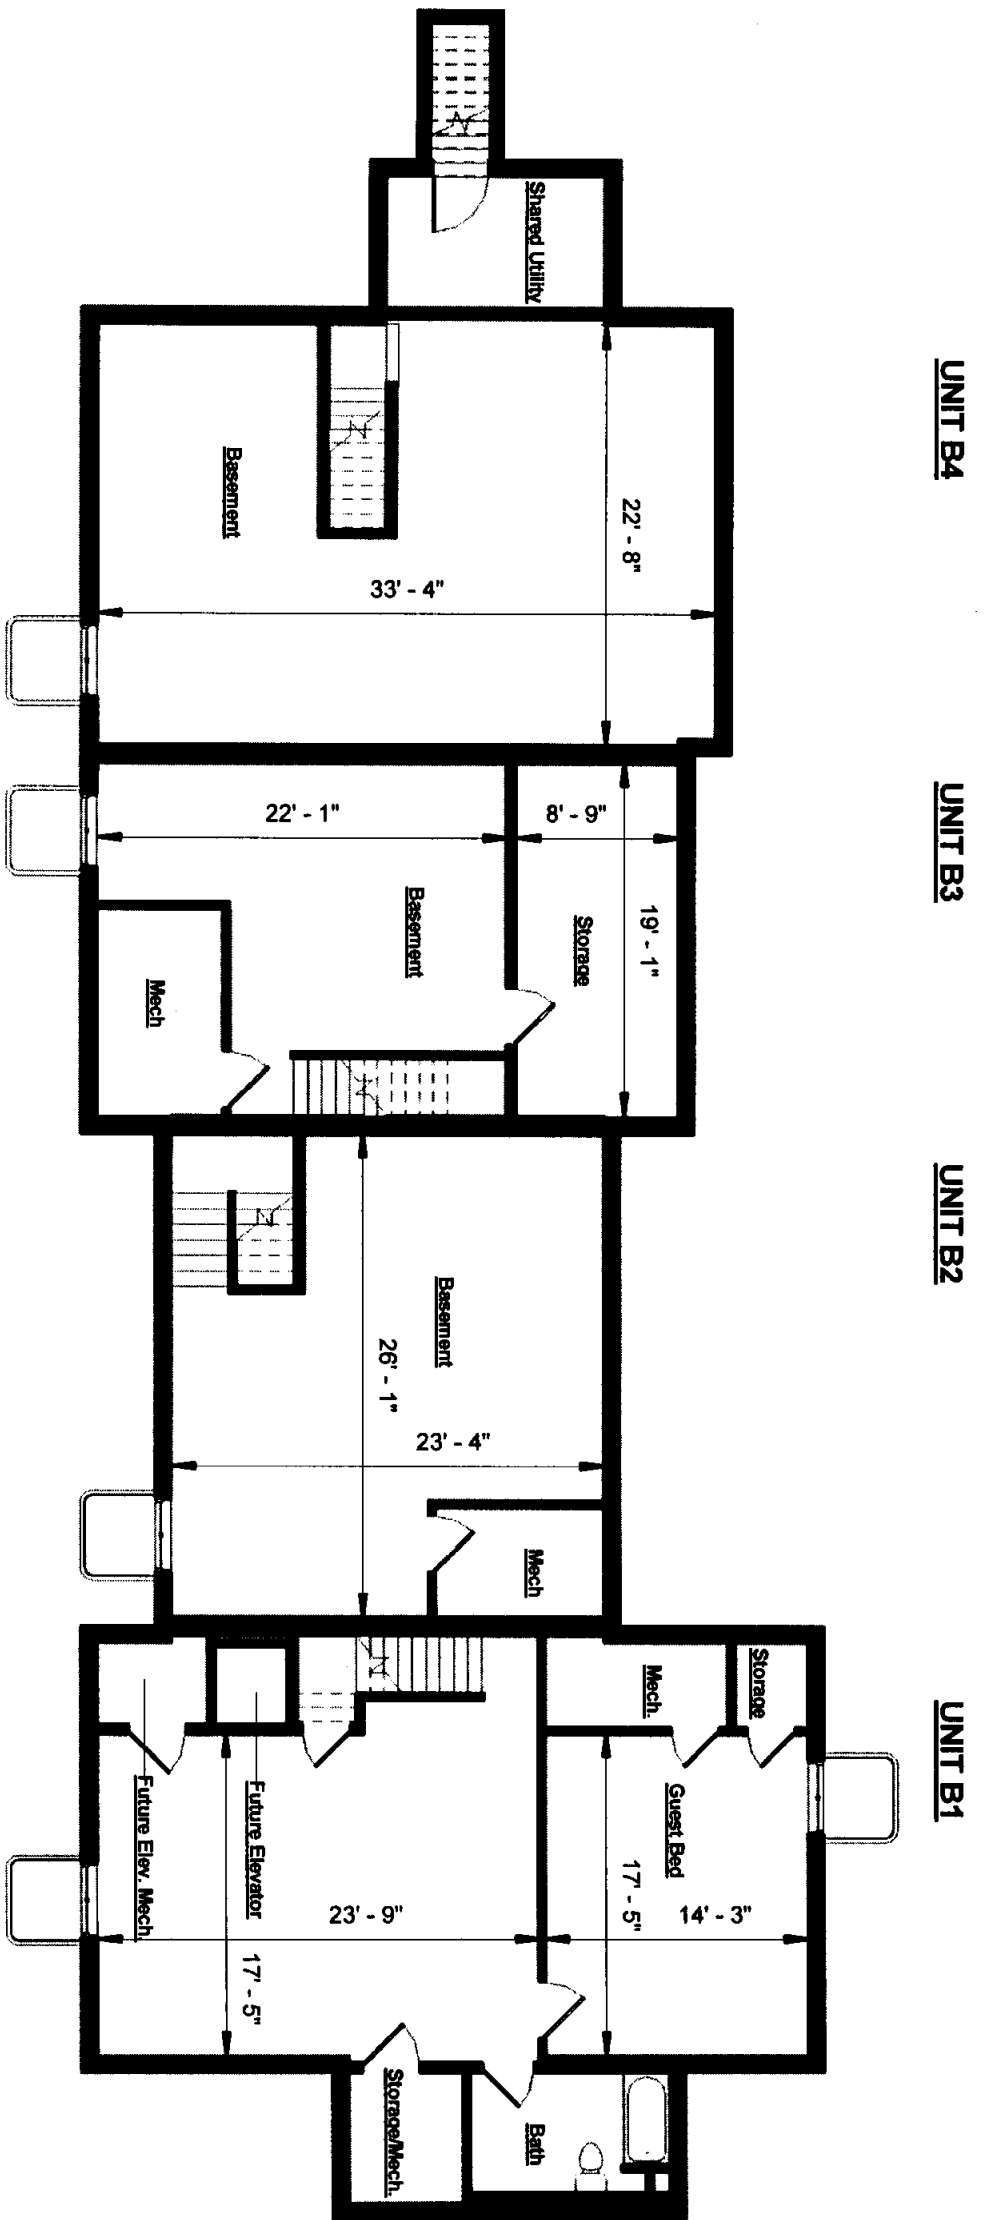 UNIT B4
UNIT B3
UNIT B2
UNIT B1
Shared Utility
22' - 8"
33' - 4"
Basement
19' - 1"
8' - 9"
Storage
22' - 1"
Basement
Mech
Basement
26' - 1"
23' - 4"
Mech
Storage
Mech.
Guest Bed
17' - 5"
14' - 3"
Future Elevator
Future Elev. Mech.
23' - 9"
17' - 5"
Bath
Storage/Mech.